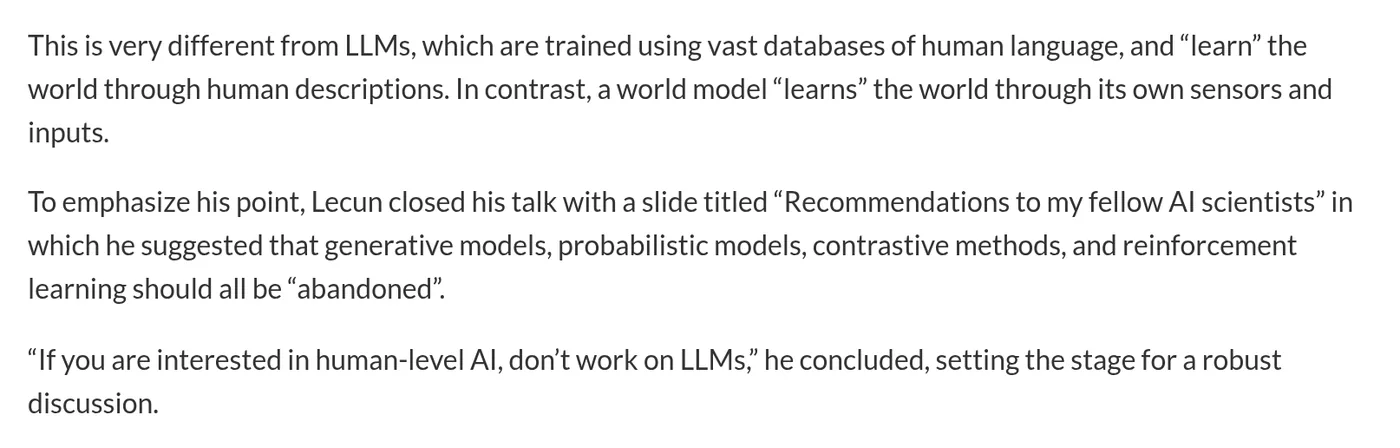 This is very different from LLMs, which are trained using vast databases of human language, and “learn” the
world through human descriptions. In contrast, a world model “learns” the world through its own sensors and
inputs.
To emphasize his point, Lecun closed his talk with a slide titled “Recommendations to my fellow AI scientists” in
which he suggested that generative models, probabilistic models, contrastive methods, and reinforcement
learning should all be “abandoned”.
“If you are interested in human-level AI, don’t work on LLMs,” he concluded, setting the stage for a robust
discussion.